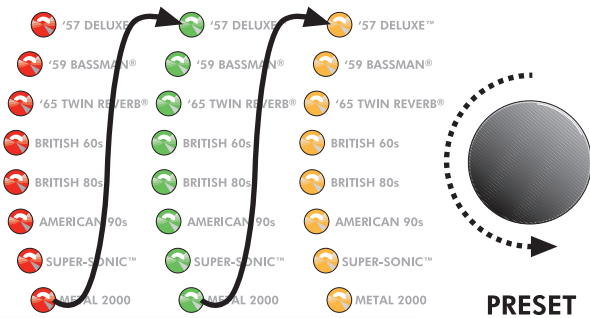 '57 DELUXE
'59 BASSMAN®
'65 TWIN REVERB®
BRITISH 60s
BRITISH 80s
AMERICAN 90s
SUPER-SONIC™
METAL 2000
'57 DELUXE
'59 BASSMAN®
'65 TWIN REVERB®
BRITISH 60s
BRITISH 80s
AMERICAN 90s
SUPER-SONIC™
METAL 2000
'57 DELUXE™
'59 BASSMAN®
'65 TWIN REVERB®
BRITISH 60s
BRITISH 80s
AMERICAN 90s
SUPER-SONIC™
METAL 2000
PRESET